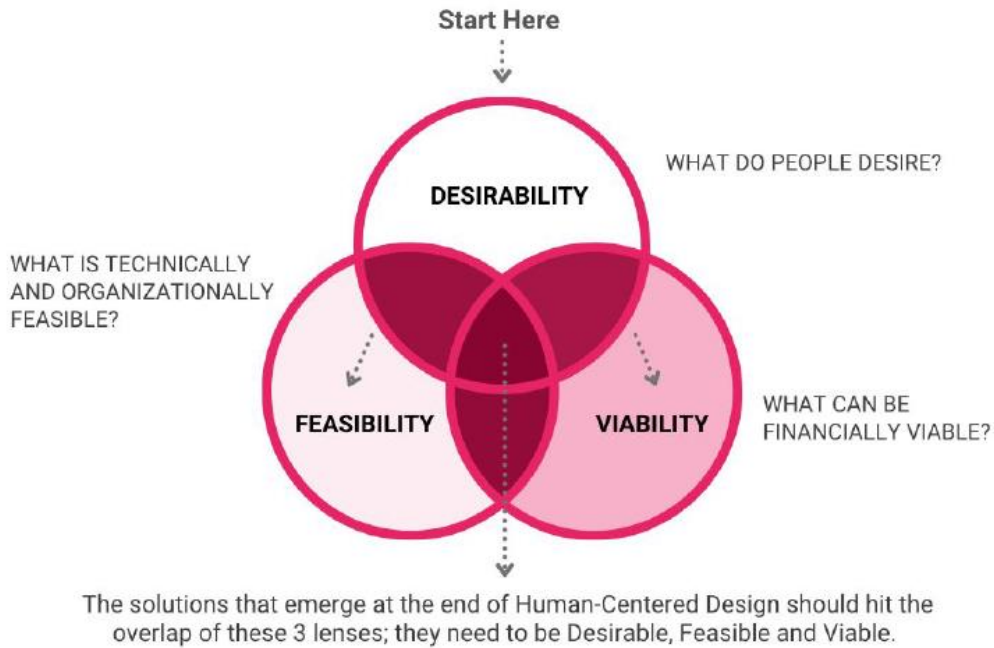 Start Here
WHAT DO PEOPLE DESIRE?
DESIRABILITY
WHAT IS TECHNICALLY
AND ORGANIZATIONALLY
FEASIBLE?
FEASIBILITY
VIABILITY
WHAT CAN BE
FINANCIALLY VIABLE?
The solutions that emerge at the end of Human-Centered Design should hit the
overlap of these 3 lenses; they need to be Desirable, Feasible and Viable.